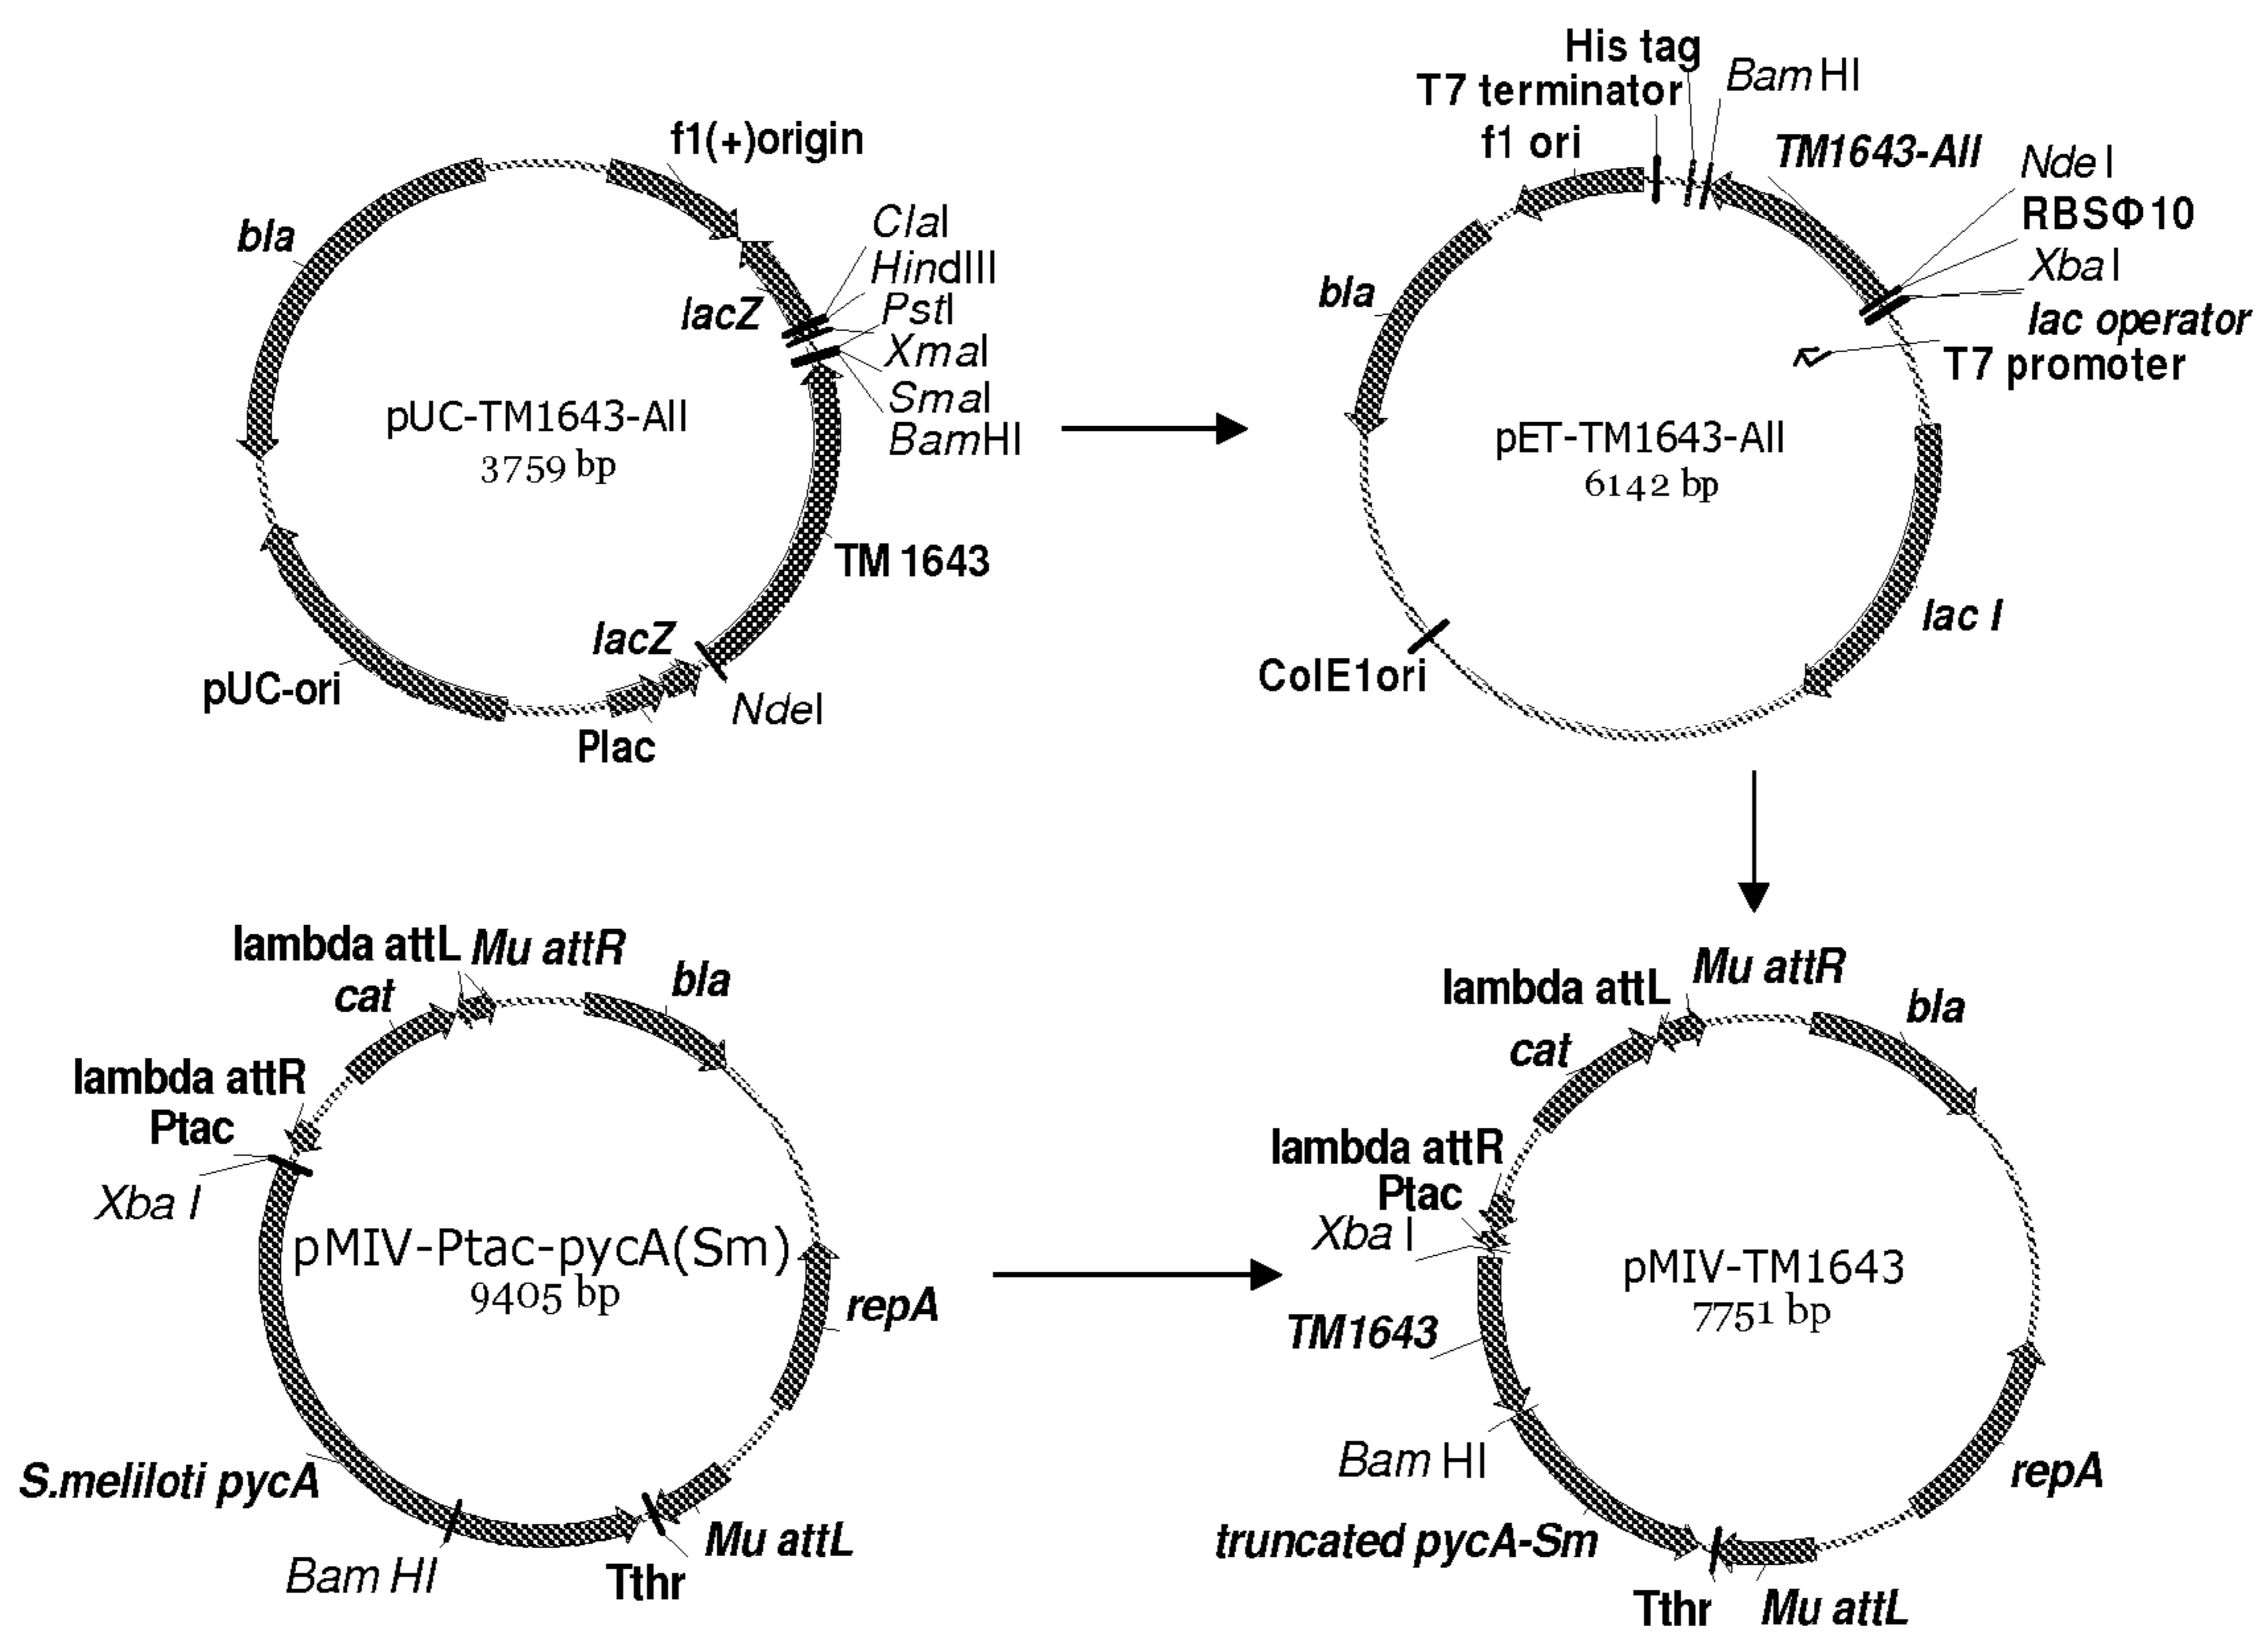 f1(+)origin
bla
ClaI
HindIII
PstI
lacZ
XmaI
SmaI
BamHI
pUC-TM1643-All
3759 bp
TM 1643
lacZ
pUC-ori
NdeI
Plac
His tag
T7 terminator
BamHI
f1 ori
TM1643-All
NdeI
RBSΦ10
XbaI
bla
lac operator
T7 promoter
pET-TM1643-All
6142 bp
lac I
ColE1ori
lambda attL
Mu attR
cat
bla
lambda attR
Ptac
Xba I
pMIV-Ptac-pycA(Sm)
9405 bp
repA
S.meliloti pycA
Bam HI
Tthr
Mu attL
Mu attR
lambda attL
bla
cat
lambda attR
Ptac
Xba I
pMIV-TM1643
7751 bp
TM1643
Bam HI
repA
truncated pycA-Sm
Tthr
Mu attL